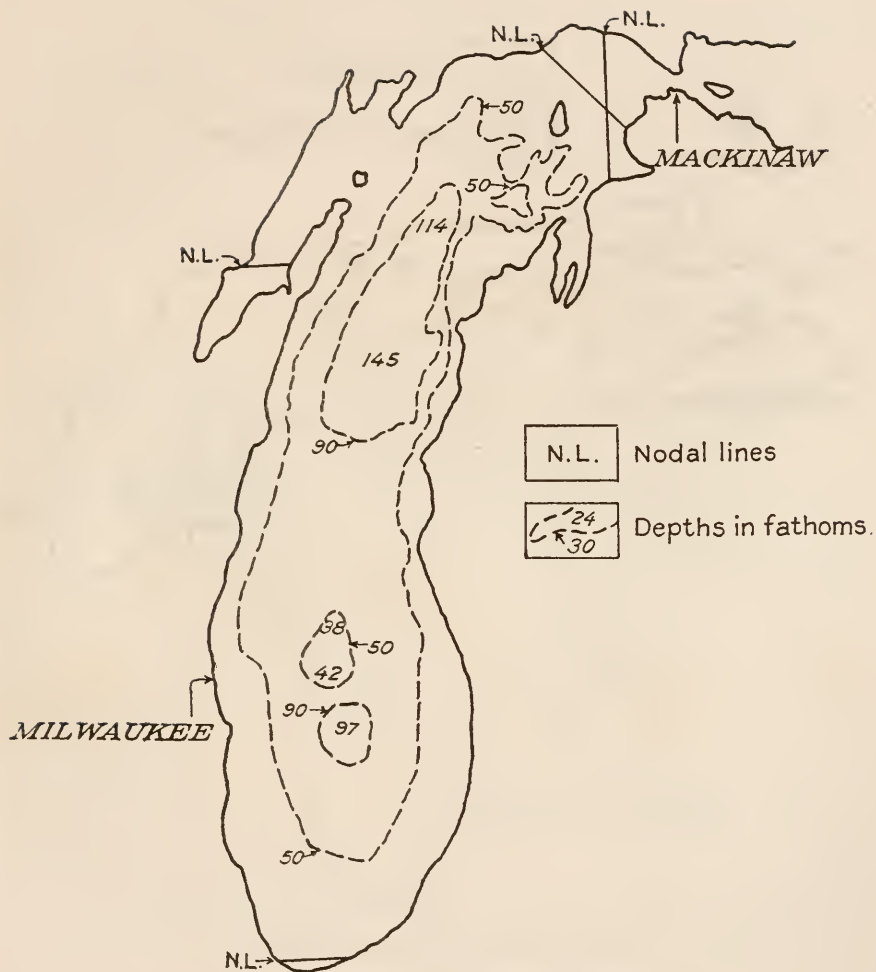 N.L.
N.L.
50
MACKINAW
50
114
N.L.
145
90
N.L. Nodal lines
24
30
Depths in fathoms.
38
50
42
90
97
MILWAUKEE
50
N.L.